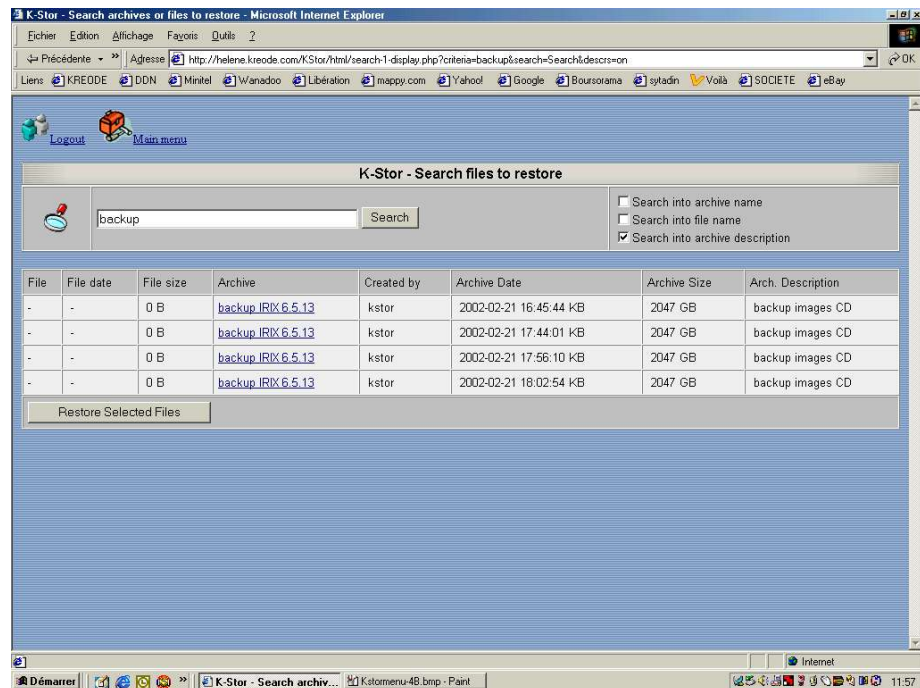 K-Stor - Search archives or files to restore - Microsoft Internet Explorer
Fichier Edition Affichage Favoris Outils ?
Précédente » Adresse http://helene.kreode.com/KStor/html/search-1-display.php?criteria=backup&search=Search&descrs=on OK
Liens KREODE DDN Minitel Wanadoo Libération mappy.com Yahoo! Google Boursorama sytadin Voilà SOCIETE eBay
Logout Main menu
K-Stor - Search files to restore
Search into archive name
backup Search Search into file name
Search into archive description
File File date File size Archive Created by Archive Date Archive Size Arch. Description
- - 0 B backup IRIX 6.5.13 kstor 2002-02-21 16:45:44 KB 2047 GB backup images CD
- - 0 B backup IRIX 6.5.13 kstor 2002-02-21 17:44:01 KB 2047 GB backup images CD
- - 0 B backup IRIX 6.5.13 kstor 2002-02-21 17:56:10 KB 2047 GB backup images CD
- - 0 B backup IRIX 6.5.13 kstor 2002-02-21 18:02:54 KB 2047 GB backup images CD
Restore Selected Files
Internet
Démarrer » K-Stor - Search archiv... Kstormenu-4B.bmp - Paint 11:57